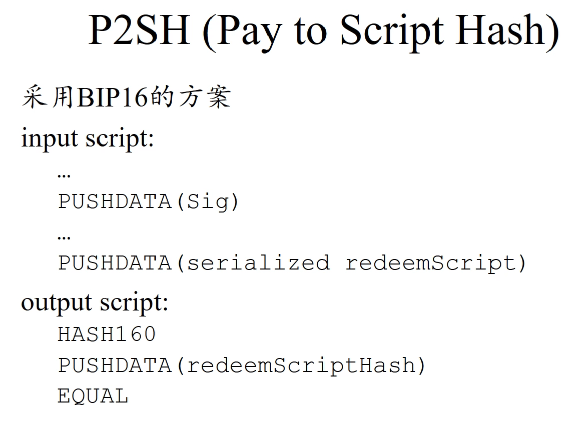 P2SH (Pay to Script Hash)
采用BIP16的方案
input script:
…
PUSHDATA(Sig)
…
PUSHDATA(serialized redeemScript)
output script:
HASH160
PUSHDATA(redeemScriptHash)
EQUAL